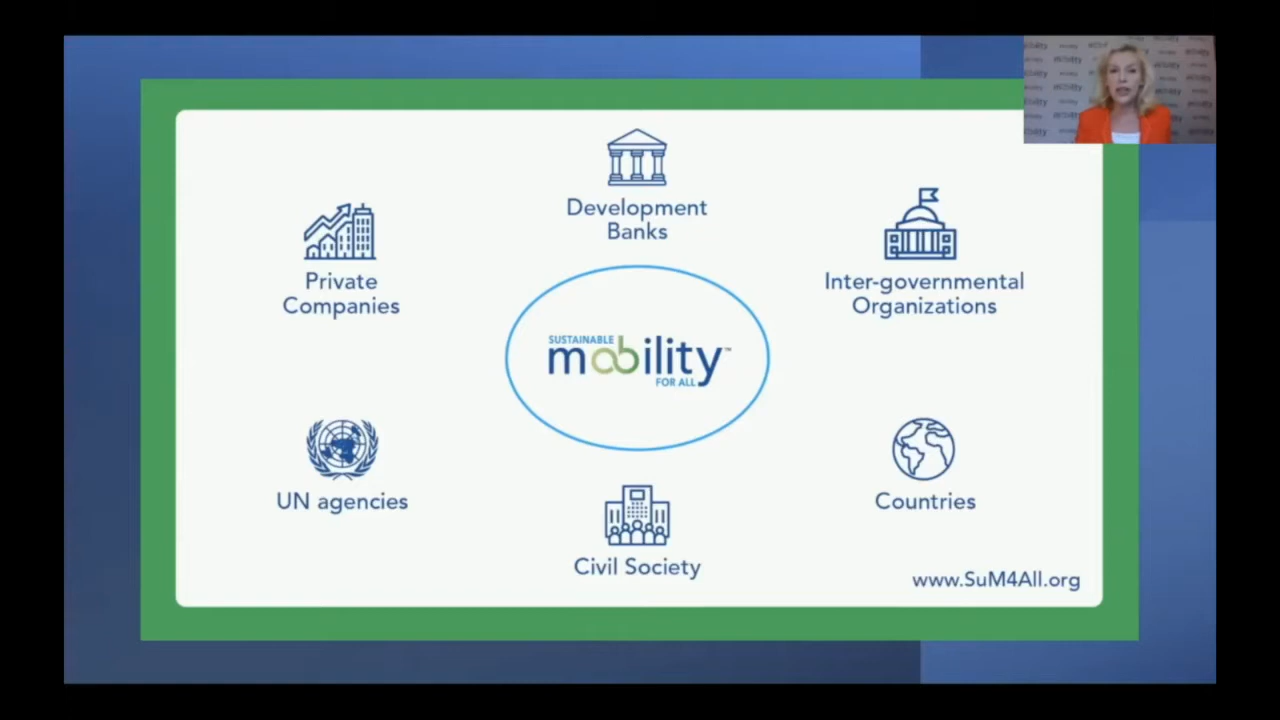 Development
Banks
Private
Companies
Inter-governmental
Organizations
SUSTAINABLE
mobility™
FOR ALL
UN agencies
Civil Society
Countries
www.SuM4All.org
mobility